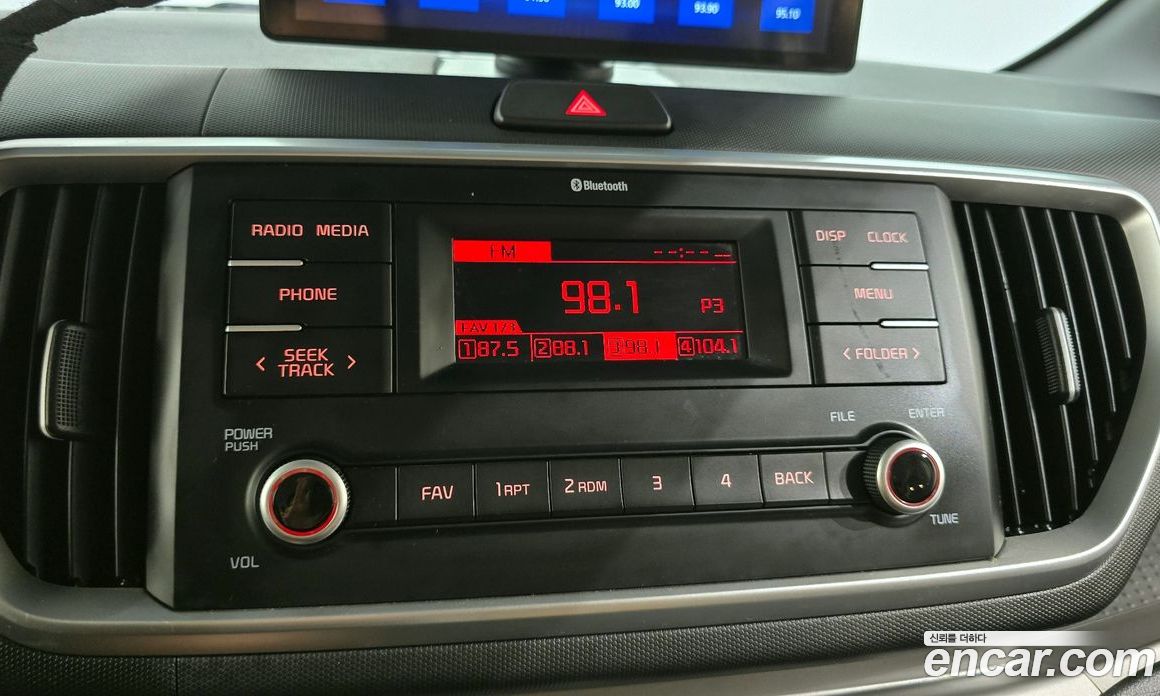 93.00
93.90
95.10
Bluetooth
RADIO MEDIA
PHONE
< SEEK TRACK >
FM
--:-- --
98.1
P3
FAV 1/3
1 87.5
2 88.1
3 98.1
4 104.1
DISP CLOCK
MENU
< FOLDER >
POWER
PUSH
VOL
FAV
1 RPT
2 RDM
3
4
BACK
FILE
ENTER
TUNE
신뢰를 더하다
encar.com